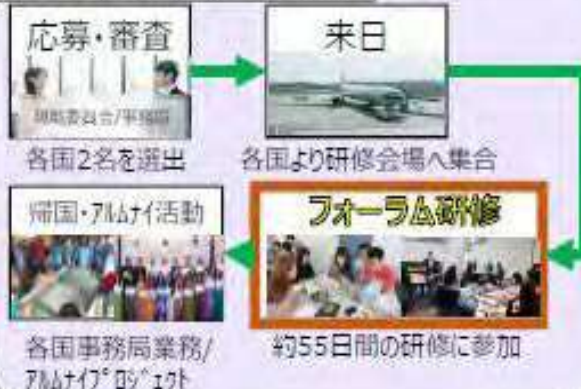 応募・審査
来日
各国2名を選出
各国より研修会場へ集合
帰国・ｱﾙﾑﾅｲ活動
フォーラム研修
各国事務局業務/
ｱﾙﾑﾅｲﾌﾟﾛｼﾞｪｸﾄ
約55日間の研修に参加